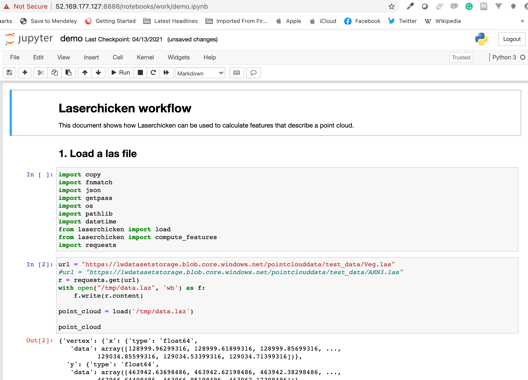 Not Secure 52.169.177.127:8888/notebooks/work/demo.ipynb
marks Save to Mendeley Getting Started Latest Headlines Imported From Fir... Apple iCloud Facebook Twitter Wikipedia
jupyter demo Last Checkpoint: 04/13/2021 (unsaved changes) Logout
File Edit View Insert Cell Kernel Widgets Help Trusted Python 3
Run Markdown
Laserchicken workflow
This document shows how Laserchicken can be used to calculate features that describe a point cloud.
1. Load a las file
In [ ]: import copy
import fnmatch
import json
import getpass
import os
import pathlib
import datetime
from laserchicken import load
from laserchicken import compute_features
import requests
In [2]: url = "https://lwdatasetstorage.blob.core.windows.net/pointclouddata/test_data/Veg.las"
#url = "https://lwdatasetstorage.blob.core.windows.net/pointclouddata/test_data/AHN3.las"
r = requests.get(url)
with open("/tmp/data.laz", 'wb') as f:
f.write(r.content)
point_cloud = load('/tmp/data.laz')
point_cloud
Out[2]: {'vertex': {'x': {'type': 'float64',
'data': array([128999.96299316, 128999.61899316, 128999.85699316, ...,
129034.85599316, 129034.53399316, 129034.71399316])},
'y': {'type': 'float64',
'data': array([463942.63698486, 463942.62198486, 463942.38298486, ...,